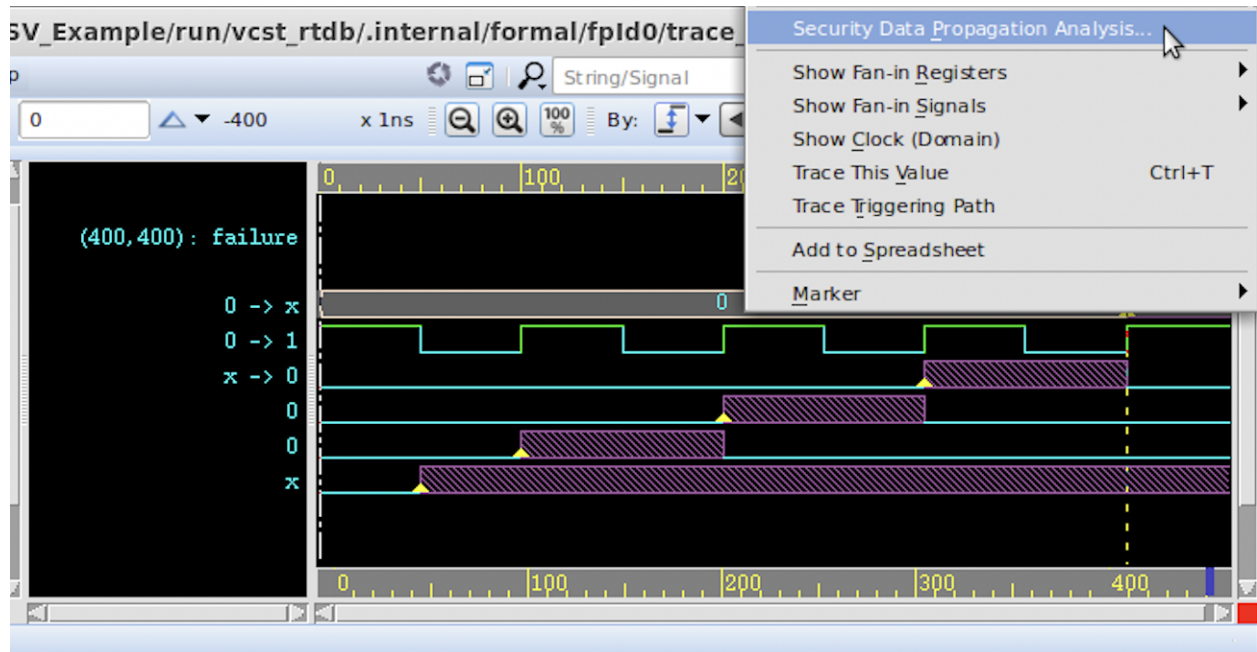 SV_Example/run/vcst_rtdb/.internal/formal/fpId0/trace_
Security Data Propagation Analysis...
p
String/Signal
Show Fan-in Registers
Show Fan-in Signals
0 -400 x 1ns 100 % By:
Show Clock (Domain)
Trace This Value Ctrl+T
Trace Triggering Path
0 100 20
(400,400): failure
Add to Spreadsheet
Marker
0 -> x 0
0 -> 1
x -> 0
0
0
x
0 100 200 300 400